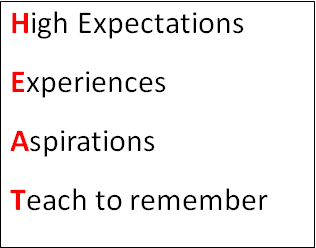 High Expectations
Experiences
Aspirations
Teach to remember